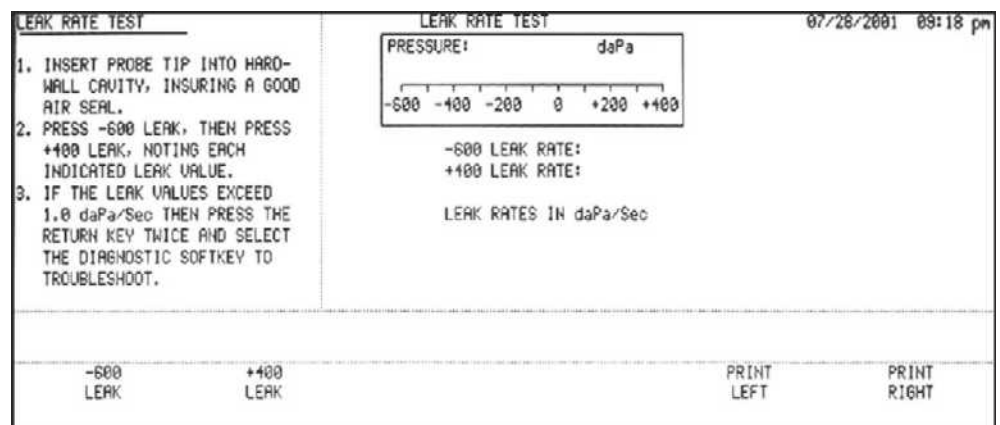 LEAK RATE TEST
1. INSERT PROBE TIP INTO HARD-
WALL CAVITY, INSURING A GOOD
AIR SEAL.
2. PRESS -600 LEAK, THEN PRESS
+400 LEAK, NOTING EACH
INDICATED LEAK VALUE.
3. IF THE LEAK VALUES EXCEED
1.0 daPa/Sec THEN PRESS THE
RETURN KEY TWICE AND SELECT
THE DIAGNOSTIC SOFTKEY TO
TROUBLESHOOT.
LEAK RATE TEST
07/28/2001 09:18 pm
PRESSURE: daPa
-600 -400 -200 0 +200 +400
-600 LEAK RATE:
+400 LEAK RATE:
LEAK RATES IN daPa/Sec
-600 LEAK
+400 LEAK
PRINT LEFT
PRINT RIGHT